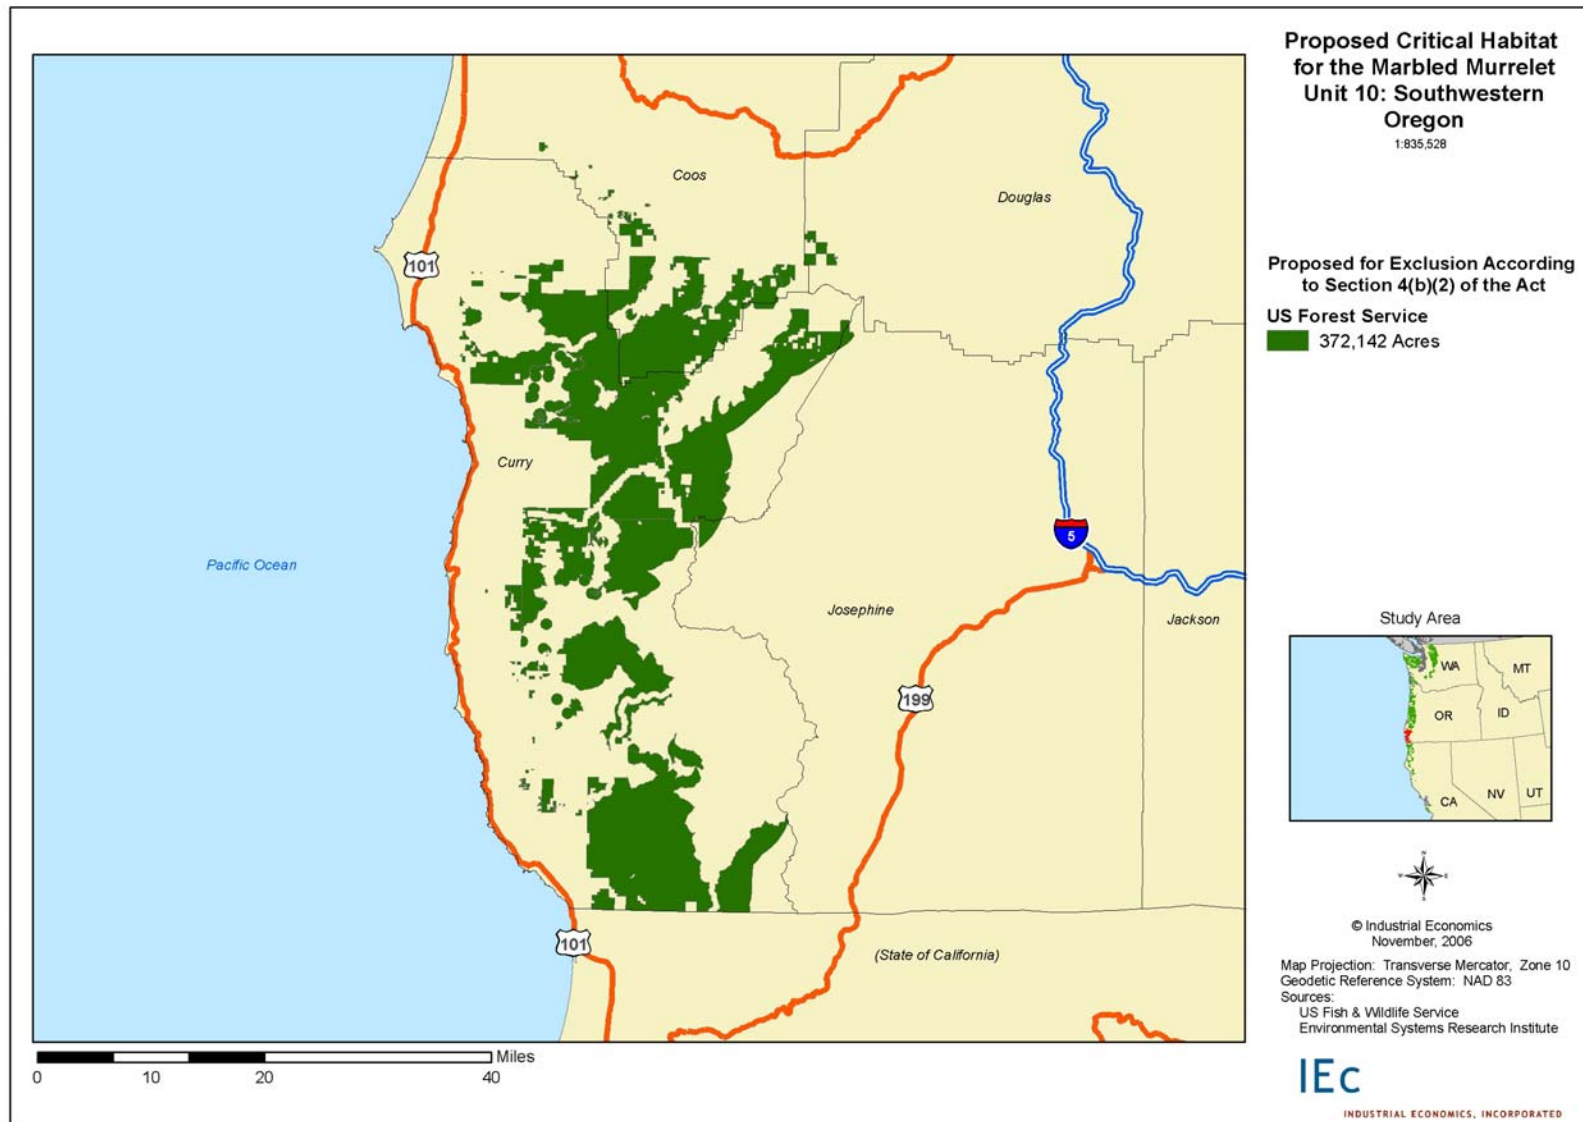 Proposed Critical Habitat
for the Marbled Murrelet
Unit 10: Southwestern
Oregon
1:835,528
Proposed for Exclusion According
to Section 4(b)(2) of the Act
US Forest Service
372,142 Acres
Coos
Douglas
101
Curry
Pacific Ocean
5
Josephine
Jackson
199
101
(State of California)
Miles
0 10 20 40
Study Area
WA
MT
OR
ID
CA
NV
UT
N
W E
S
© Industrial Economics
November, 2006
Map Projection: Transverse Mercator, Zone 10
Geodetic Reference System: NAD 83
Sources:
US Fish & Wildlife Service
Environmental Systems Research Institute
IEc
INDUSTRIAL ECONOMICS, INCORPORATED